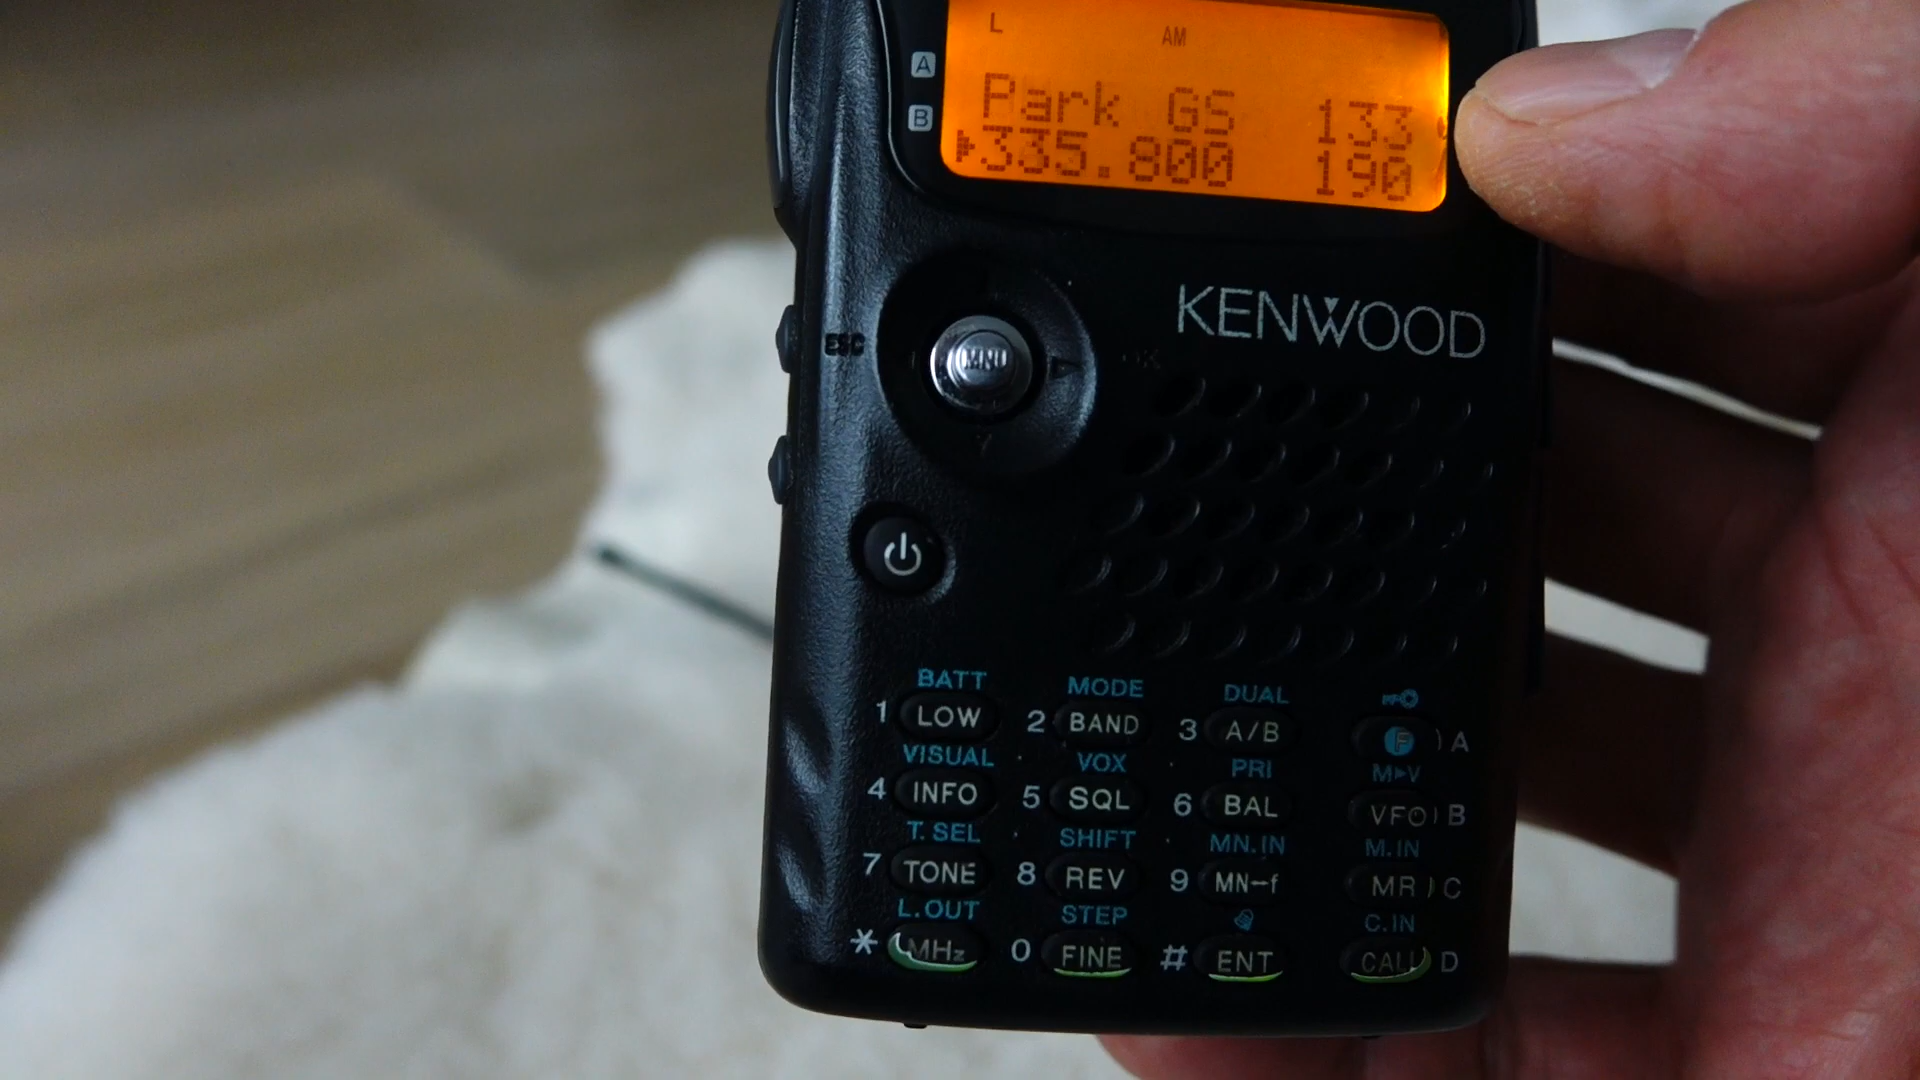 L AM
A
Park GS 133
B
335.800 190
KENWOOD
ESC MNU OK
BATT MODE DUAL
1 LOW 2 BAND 3 A/B F A
VISUAL VOX PRI M▶V
4 INFO 5 SQL 6 BAL VFO B
T.SEL SHIFT MN.IN M.IN
7 TONE 8 REV 9 MN↔f MR C
L.OUT STEP C.IN
* MHz 0 FINE # ENT CALL D